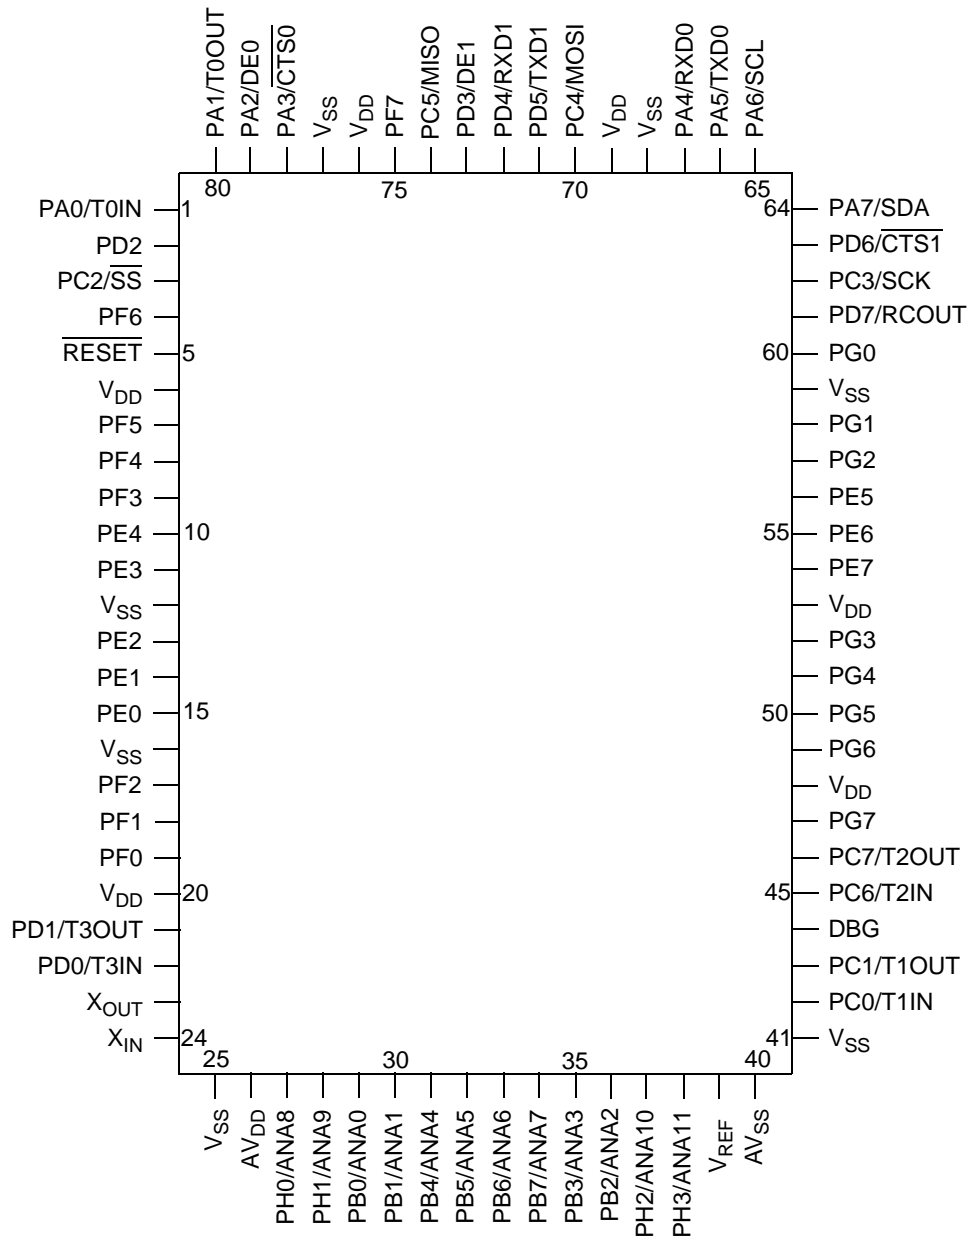 PA1/T0OUT
PA2/DE0
PA3/CTS0
VSS
VDD
PF7
PC5/MISO
PD3/DE1
PD4/RXD1
PD5/TXD1
PC4/MOSI
VDD
VSS
PA4/RXD0
PA5/TXD0
PA6/SCL
80 75 70 65
PA0/T0IN 1 64 PA7/SDA
PD2 PD6/CTS1
PC2/SS PC3/SCK
PF6 PD7/RCOUT
RESET 5 60 PG0
VDD VSS
PF5 PG1
PF4 PG2
PF3 PE5
PE4 10 55 PE6
PE3 PE7
VSS VDD
PE2 PG3
PE1 PG4
PE0 15 50 PG5
VSS PG6
PF2 VDD
PF1 PG7
PF0 PC7/T2OUT
VDD 20 45 PC6/T2IN
PD1/T3OUT DBG
PD0/T3IN PC1/T1OUT
XOUT PC0/T1IN
XIN 24 41 VSS
25 30 35 40
VSS
AVDD
PH0/ANA8
PH1/ANA9
PB0/ANA0
PB1/ANA1
PB4/ANA4
PB5/ANA5
PB6/ANA6
PB7/ANA7
PB3/ANA3
PB2/ANA2
PH2/ANA10
PH3/ANA11
VREF
AVSS